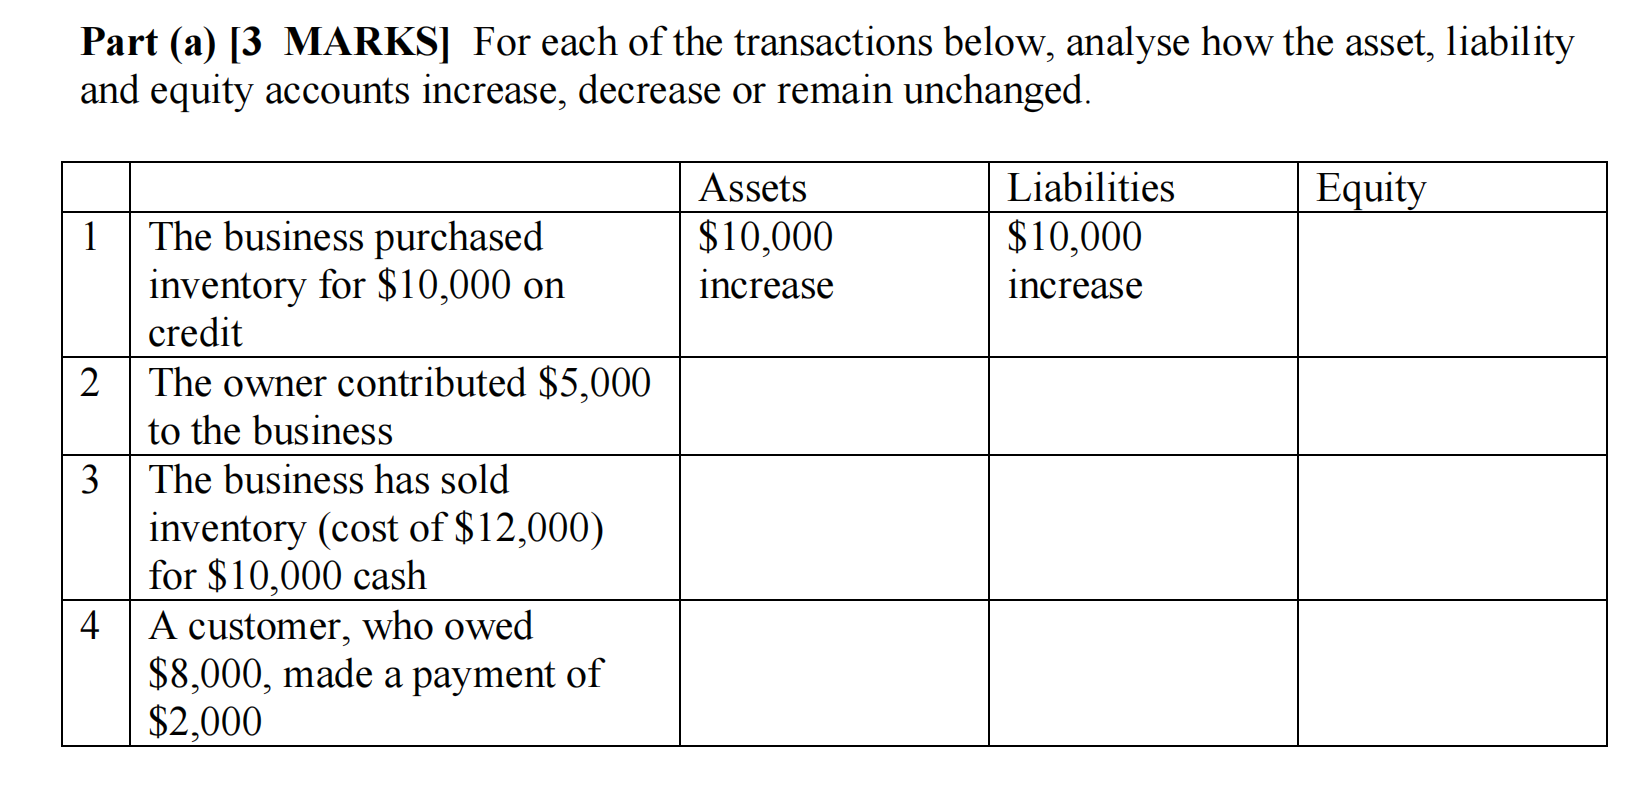 Part (a) [3 MARKS] For each of the transactions below, analyse how the asset, liability
and equity accounts increase, decrease or remain unchanged.
Assets Liabilities Equity
1 The business purchased $10,000 $10,000
inventory for $10,000 on increase increase
credit
2 The owner contributed $5,000
to the business
3 The business has sold
inventory (cost of $12,000)
for $10,000 cash
4 A customer, who owed
$8,000, made a payment of
$2,000